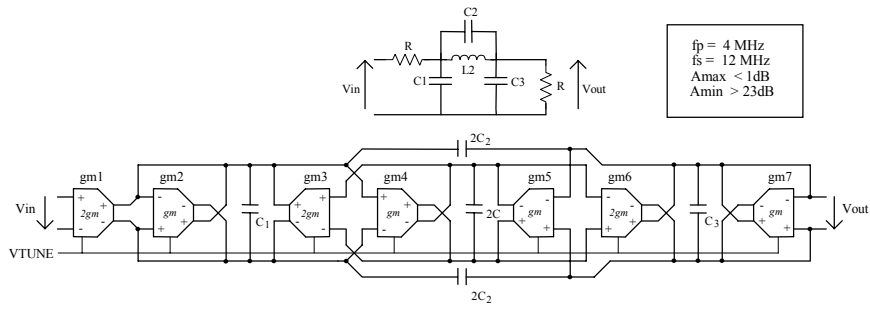 C2
R
L2
Vin
C1
C3
R
Vout
fp = 4 MHz
fs = 12 MHz
Amax < 1dB
Amin > 23dB
2C2
gm1
gm2
gm3
gm4
gm5
gm6
gm7
Vin
+ 2gm + - -
- gm - + +
C1
+ 2gm + - -
+ gm + - -
2C
- gm - + +
+ 2gm - - +
C3
- gm - + +
Vout
VTUNE
2C2